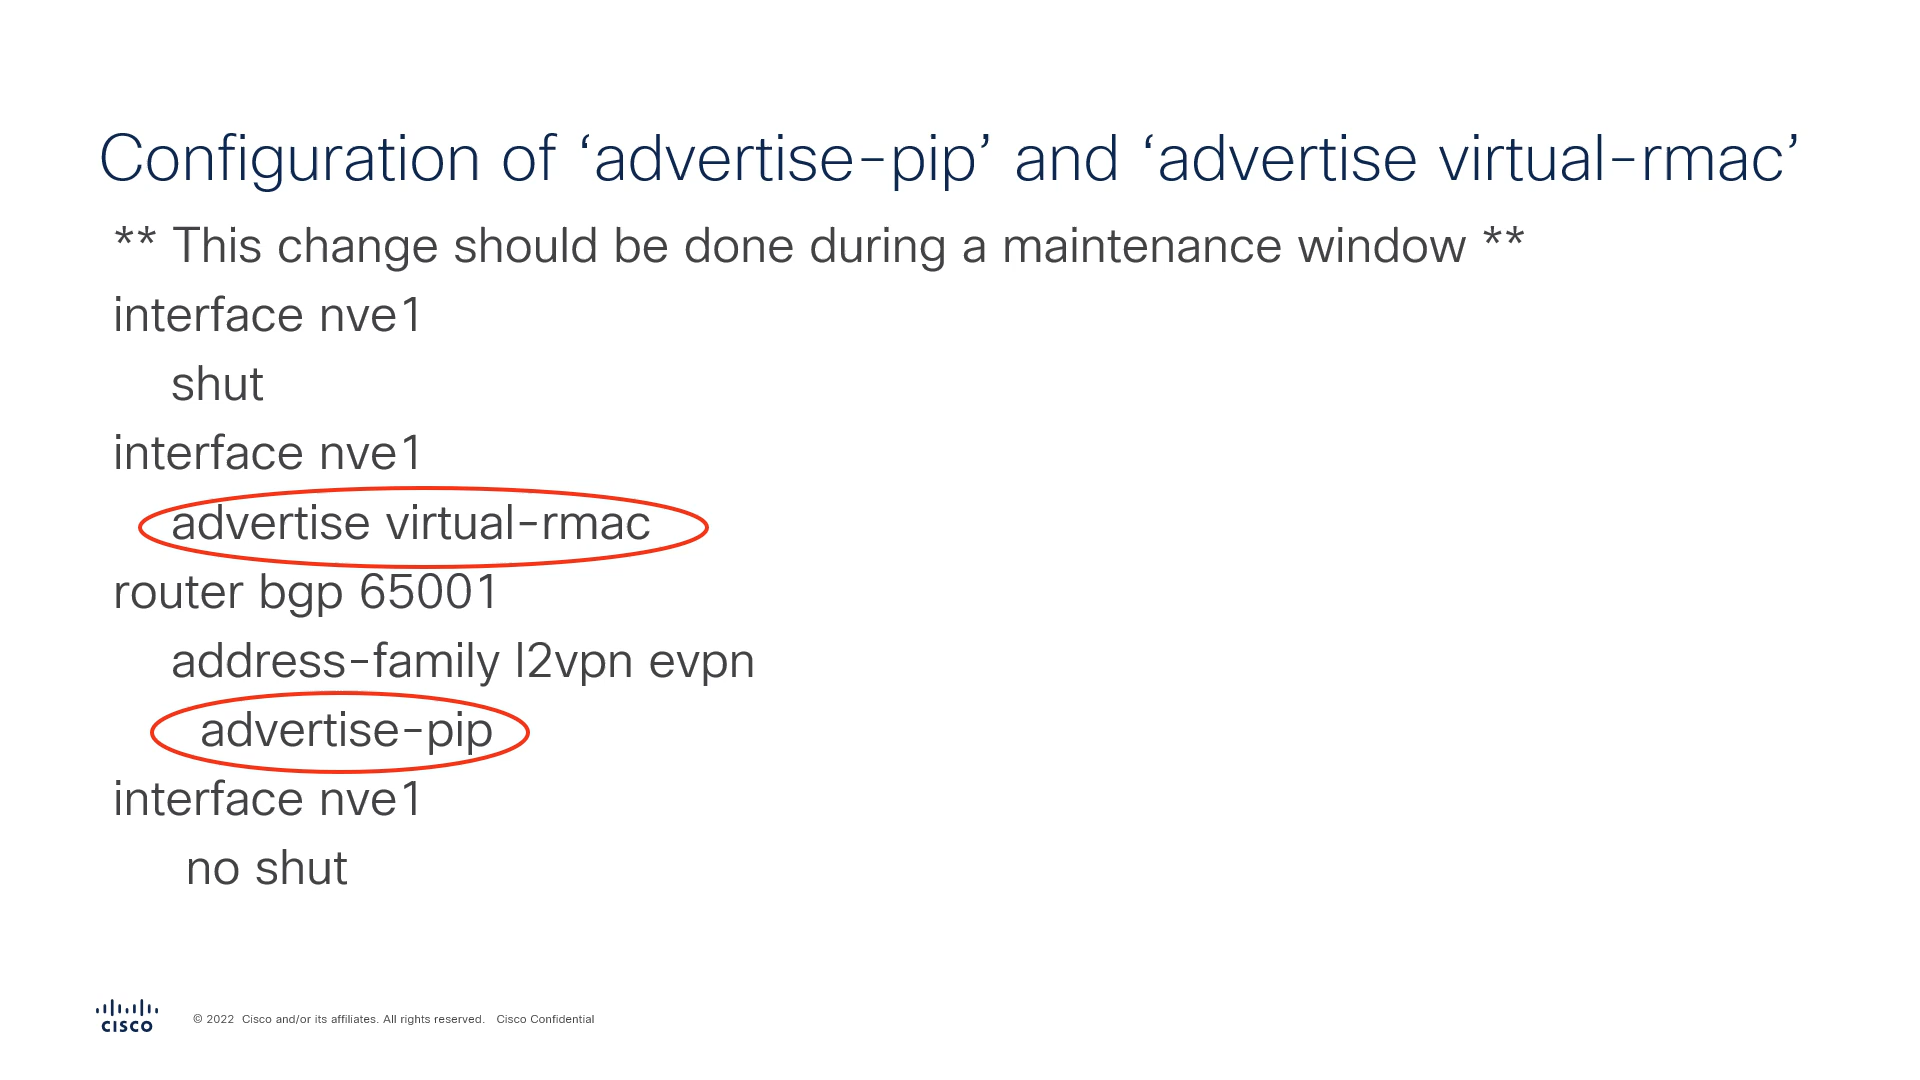 Configuration of ‘advertise-pip’ and ‘advertise virtual-rmac’
** This change should be done during a maintenance window **
interface nve1
shut
interface nve1
advertise virtual-rmac
router bgp 65001
address-family l2vpn evpn
advertise-pip
interface nve1
no shut
CISCO
© 2022 Cisco and/or its affiliates. All rights reserved. Cisco Confidential